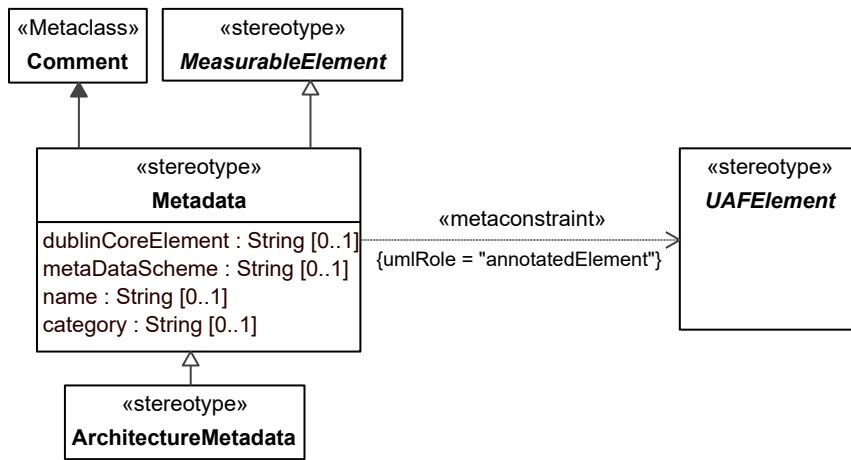 «Metaclass»
Comment
«stereotype»
MeasurableElement
«stereotype»
Metadata
dublinCoreElement : String [0..1]
metaDataScheme : String [0..1]
name : String [0..1]
category : String [0..1]
«metaconstraint»
{umlRole = "annotatedElement"}
«stereotype»
UAFElement
«stereotype»
ArchitectureMetadata